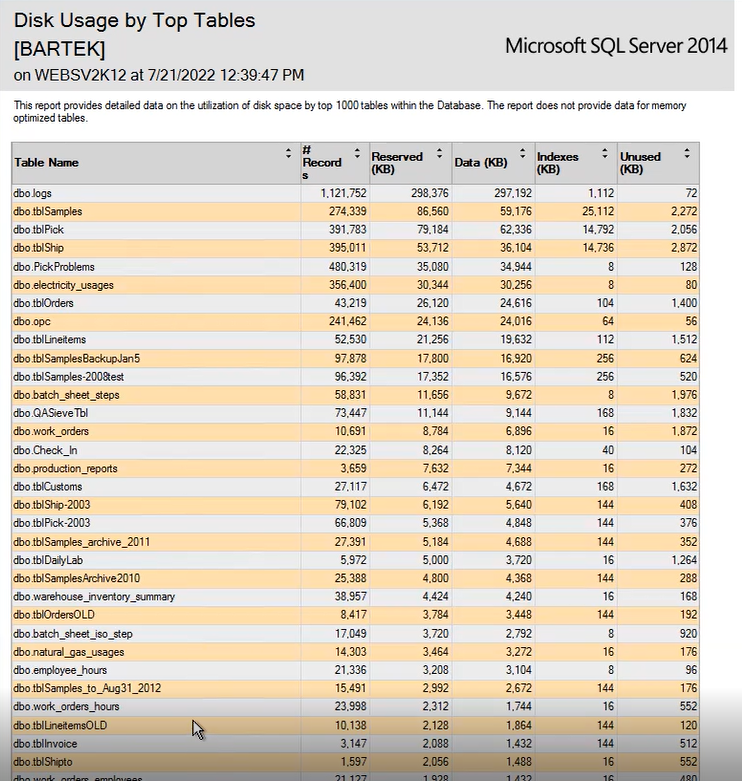 Disk Usage by Top Tables
[BARTEK]
Microsoft SQL Server 2014
on WEBSV2K12 at 7/21/2022 12:39:47 PM
This report provides detailed data on the utilization of disk space by top 1000 tables within the Database. The report does not provide data for memory
optimized tables.
Table Name # Records Reserved (KB) Data (KB) Indexes (KB) Unused (KB)
dbo.logs 1,121,752 298,376 297,192 1,112 72
dbo.tblSamples 274,339 86,560 59,176 25,112 2,272
dbo.tblPick 391,783 79,184 62,336 14,792 2,056
dbo.tblShip 395,011 53,712 36,104 14,736 2,872
dbo.PickProblems 480,319 35,080 34,944 8 128
dbo.electricity_usages 356,400 30,344 30,256 8 80
dbo.tblOrders 43,219 26,120 24,616 104 1,400
dbo.opc 241,462 24,136 24,016 64 56
dbo.tblLineitems 52,530 21,256 19,632 112 1,512
dbo.tblSamplesBackupJan5 97,878 17,800 16,920 256 624
dbo.tblSamples-2008test 96,392 17,352 16,576 256 520
dbo.batch_sheet_steps 58,831 11,656 9,672 8 1,976
dbo.QASieveTbl 73,447 11,144 9,144 168 1,832
dbo.work_orders 10,691 8,784 6,896 16 1,872
dbo.Check_In 22,325 8,264 8,120 40 104
dbo.production_reports 3,659 7,632 7,344 16 272
dbo.tblCustoms 27,117 6,472 4,672 168 1,632
dbo.tblShip-2003 79,102 6,192 5,640 144 408
dbo.tblPick-2003 66,809 5,368 4,848 144 376
dbo.tblSamples_archive_2011 27,391 5,184 4,688 144 352
dbo.tblDailyLab 5,972 5,000 3,720 16 1,264
dbo.tblSamplesArchive2010 25,388 4,800 4,368 144 288
dbo.warehouse_inventory_summary 38,957 4,424 4,240 16 168
dbo.tblOrdersOLD 8,417 3,784 3,448 144 192
dbo.batch_sheet_iso_step 17,049 3,720 2,792 8 920
dbo.natural_gas_usages 14,303 3,464 3,272 16 176
dbo.employee_hours 21,336 3,208 3,104 8 96
dbo.tblSamples_to_Aug31_2012 15,491 2,992 2,672 144 176
dbo.work_orders_hours 23,998 2,312 1,744 16 552
dbo.tblLineitemsOLD 10,138 2,128 1,864 144 120
dbo.tblInvoice 3,147 2,088 1,432 144 512
dbo.tblShipto 1,597 2,056 1,488 16 552
dbo.work_orders_employees 21,127 1,928 1,432 16 480